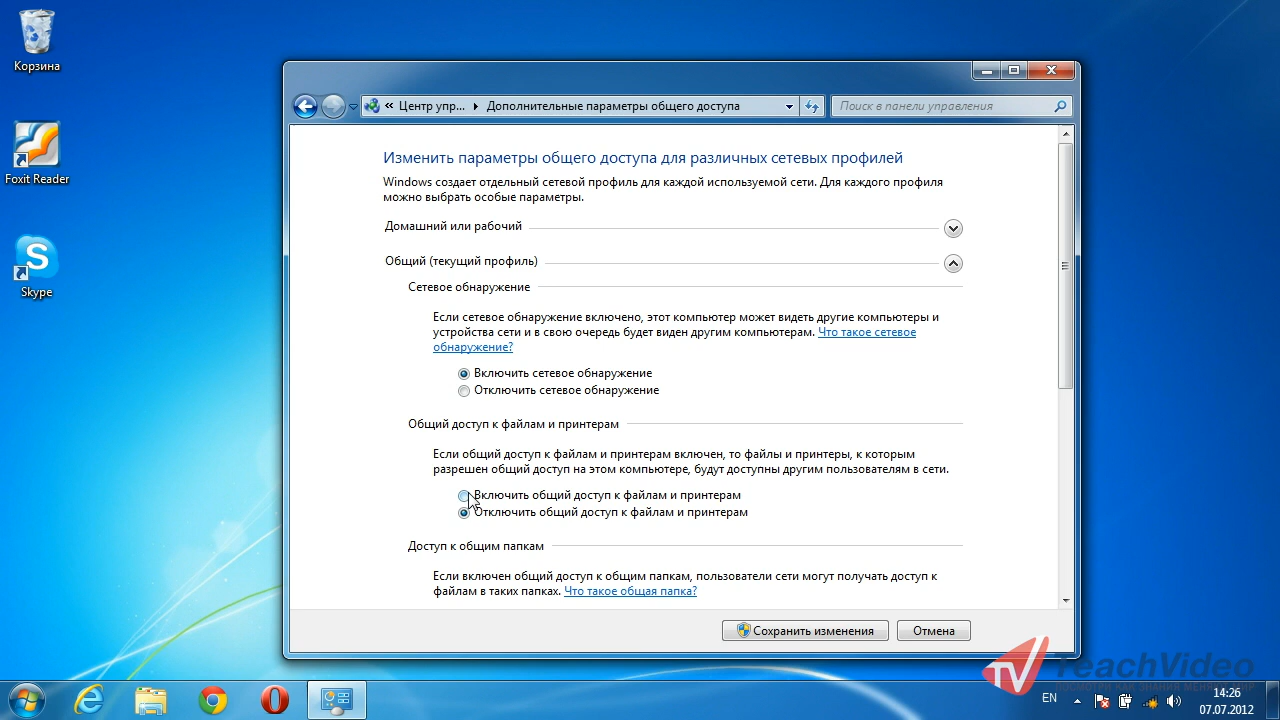 Корзина
Foxit Reader
Skype
« Центр упр... Дополнительные параметры общего доступа
Поиск в панели управления
Изменить параметры общего доступа для различных сетевых профилей
Windows создает отдельный сетевой профиль для каждой используемой сети. Для каждого профиля
можно выбрать особые параметры.
Домашний или рабочий
Общий (текущий профиль)
Сетевое обнаружение
Если сетевое обнаружение включено, этот компьютер может видеть другие компьютеры и
устройства сети и в свою очередь будет виден другим компьютерам. Что такое сетевое
обнаружение?
Включить сетевое обнаружение
Отключить сетевое обнаружение
Общий доступ к файлам и принтерам
Если общий доступ к файлам и принтерам включен, то файлы и принтеры, к которым
разрешен общий доступ на этом компьютере, будут доступны другим пользователям в сети.
Включить общий доступ к файлам и принтерам
Отключить общий доступ к файлам и принтерам
Доступ к общим папкам
Если включен общий доступ к общим папкам, пользователи сети могут получать доступ к
файлам в таких папках. Что такое общая папка?
Сохранить изменения
Отмена
TV TeachVideo
ПОСМОТРИ КАК ЗНАНИЯ МЕНЯЮТ МИР
EN
14:26
07.07.2012